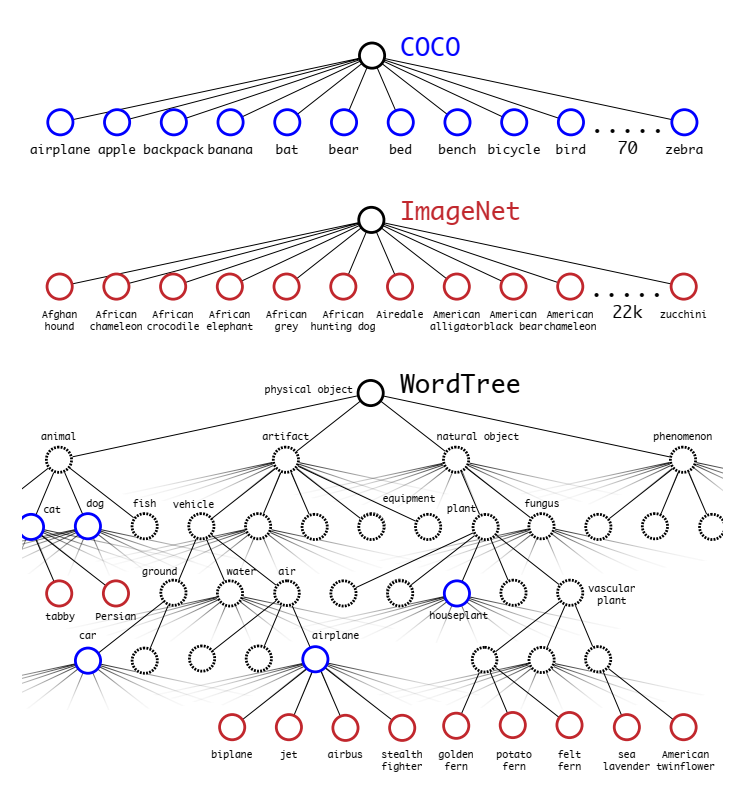 COCO
airplane apple backpack banana bat bear bed bench bicycle bird 70 zebra
ImageNet
Afghan African African African African African Airedale American American American 22k zucchini
hound chameleon crocodile elephant grey hunting dog alligator black bear chameleon
WordTree
physical object
animal artifact natural object phenomenon
cat dog fish vehicle equipment plant fungus
ground water air vascular
plant
tabby Persian houseplant
car airplane
biplane jet airbus stealth golden potato felt sea American
fighter fern fern fern lavender twinflower